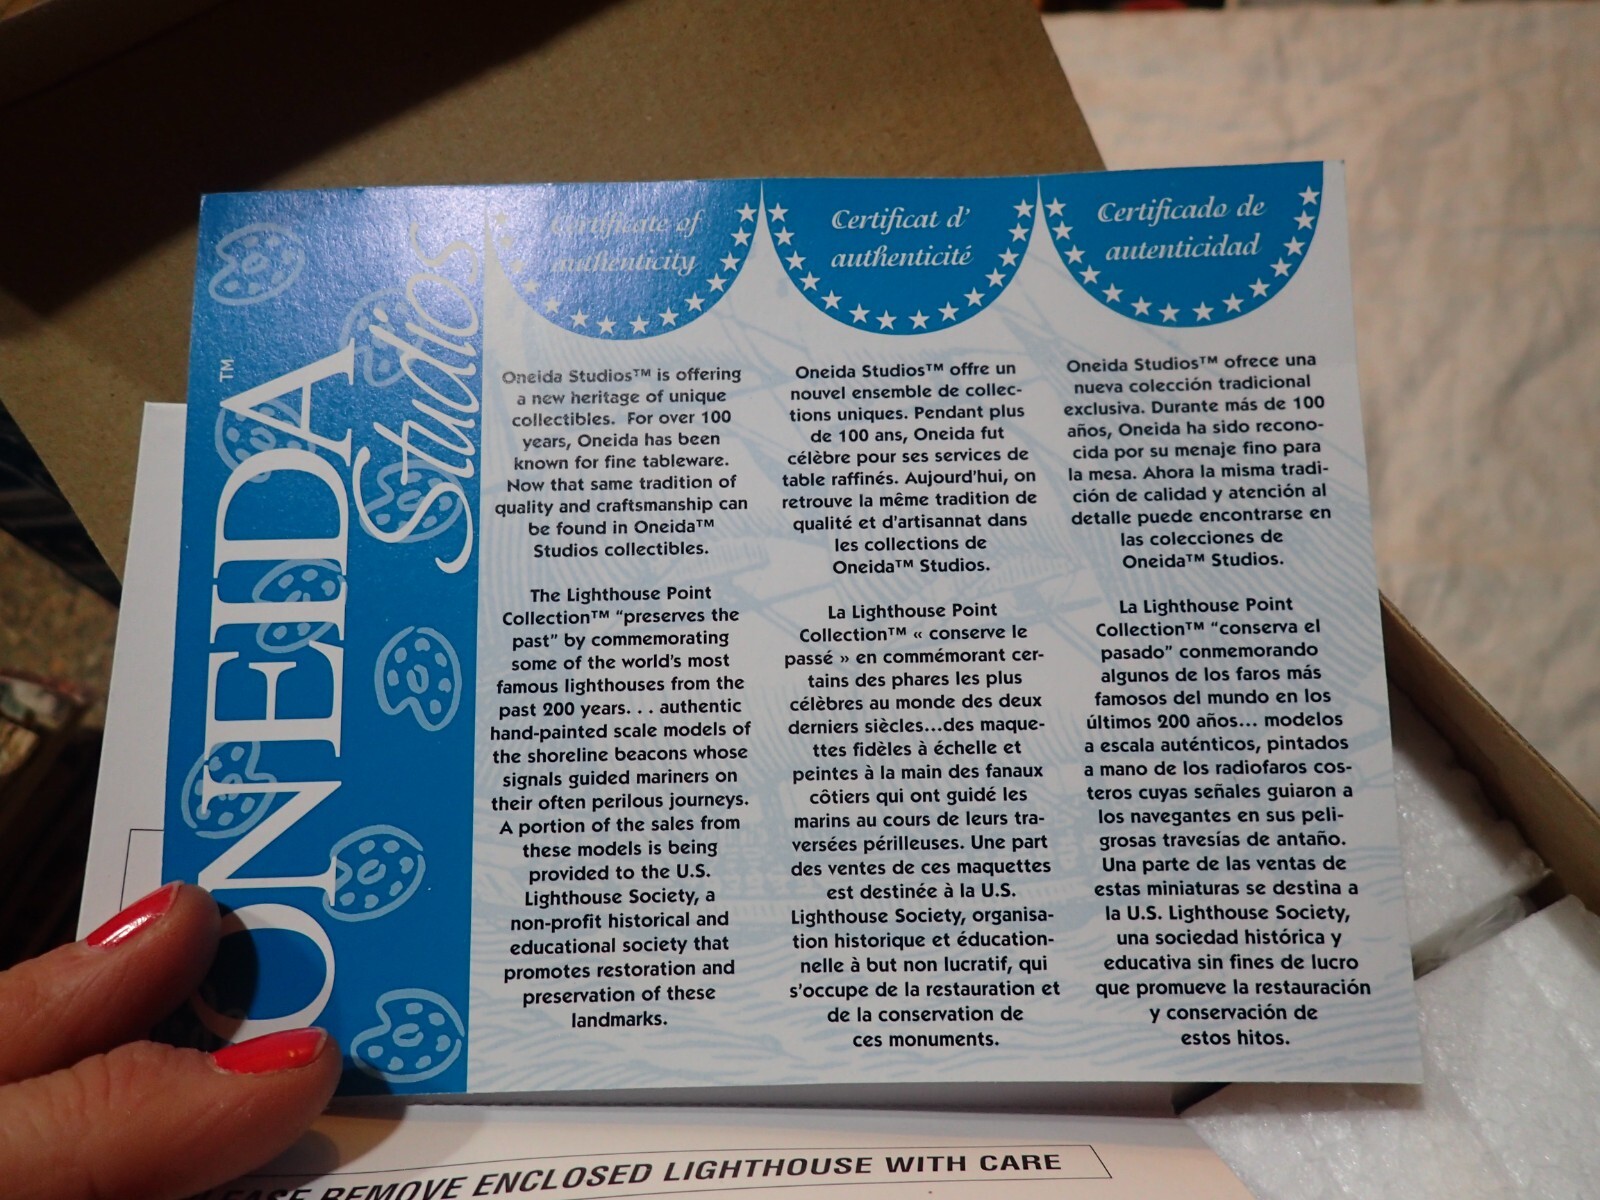 ONEIDA™
Studios
Certificate of
authenticity
Oneida Studios™ is offering
a new heritage of unique
collectibles. For over 100
years, Oneida has been
known for fine tableware.
Now that same tradition of
quality and craftsmanship can
be found in Oneida™
Studios collectibles.
The Lighthouse Point
Collection™ "preserves the
past" by commemorating
some of the world's most
famous lighthouses from the
past 200 years. . . authentic
hand-painted scale models of
the shoreline beacons whose
signals guided mariners on
their often perilous journeys.
A portion of the sales from
these models is being
provided to the U.S.
Lighthouse Society, a
non-profit historical and
educational society that
promotes restoration and
preservation of these
landmarks.
Certificat d'
authenticité
Oneida Studios™ offre un
nouvel ensemble de collec-
tions uniques. Pendant plus
de 100 ans, Oneida fut
célèbre pour ses services de
table raffinés. Aujourd'hui, on
retrouve la même tradition de
qualité et d'artisannat dans
les collections de
Oneida™ Studios.
La Lighthouse Point
Collection™ « conserve le
passé » en commémorant cer-
tains des phares les plus
célèbres au monde des deux
derniers siècles...des maque-
ttes fidèles à échelle et
peintes à la main des fanaux
côtiers qui ont guidé les
marins au cours de leurs tra-
versées périlleuses. Une part
des ventes de ces maquettes
est destinée à la U.S.
Lighthouse Society, organisa-
tion historique et éducation-
nelle à but non lucratif, qui
s'occupe de la restauration et
de la conservation de
ces monuments.
Certificado de
autenticidad
Oneida Studios™ ofrece una
nueva colección tradicional
exclusiva. Durante más de 100
años, Oneida ha sido recono-
cida por su menaje fino para
la mesa. Ahora la misma tradi-
ción de calidad y atención al
detalle puede encontrarse en
las colecciones de
Oneida™ Studios.
La Lighthouse Point
Collection™ "conserva el
pasado" conmemorando
algunos de los faros más
famosos del mundo en los
últimos 200 años... modelos
a escala auténticos, pintados
a mano de los radiofaros cos-
teros cuyas señales guiaron a
los navegantes en sus peli-
grosas travesías de antaño.
Una parte de las ventas de
estas miniaturas se destina a
la U.S. Lighthouse Society,
una sociedad histórica y
educativa sin fines de lucro
que promueve la restauración
y conservación de
estos hitos.
REMOVE ENCLOSED LIGHTHOUSE WITH CARE